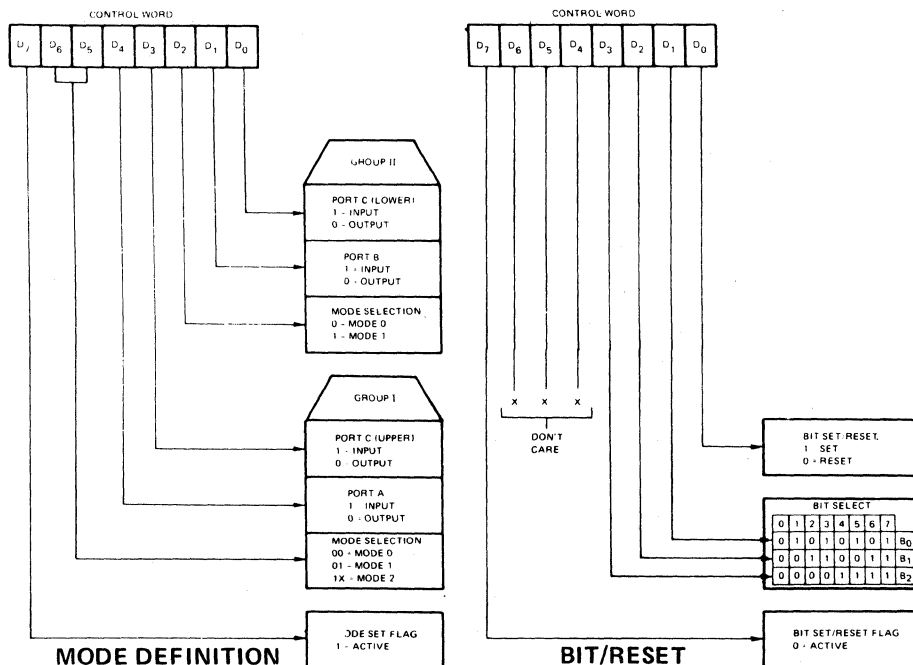 CONTROL WORD
D7 D6 D5 D4 D3 D2 D1 D0
GROUP II
PORT C (LOWER)
1 - INPUT
0 - OUTPUT
PORT B
1 = INPUT
0 = OUTPUT
MODE SELECTION
0 - MODE 0
1 - MODE 1
GROUP I
PORT C (UPPER)
1 - INPUT
0 - OUTPUT
PORT A
1 INPUT
0 = OUTPUT
MODE SELECTION
00 = MODE 0
01 - MODE 1
1X = MODE 2
ODE SET FLAG
1 - ACTIVE
MODE DEFINITION
CONTROL WORD
D7 D6 D5 D4 D3 D2 D1 D0
X X X
DON'T
CARE
BIT SET/RESET
1 SET
0 = RESET
BIT SELECT
0 1 2 3 4 5 6 7
0 1 0 1 0 1 0 1 B0
0 0 1 1 0 0 1 1 B1
0 0 0 0 1 1 1 1 B2
BIT SET/RESET FLAG
0 = ACTIVE
BIT/RESET